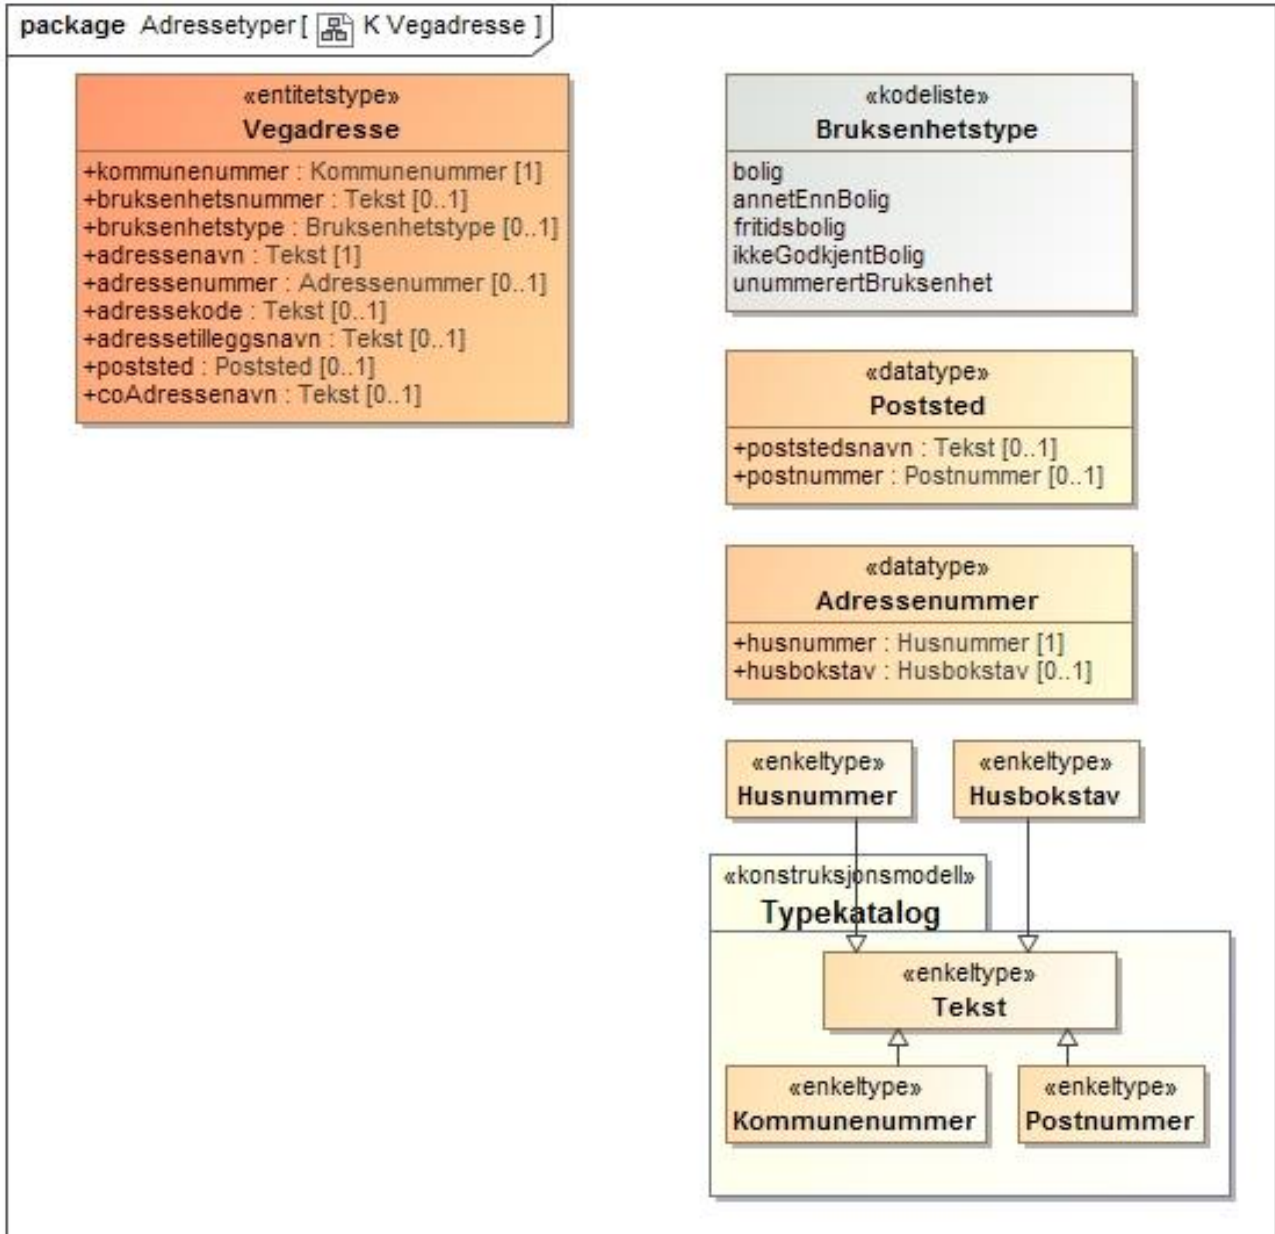 package Adressetyper [ K Vegadresse ]
«entitetstype»
Vegadresse
+kommunenummer : Kommunenummer [1]
+bruksenhetsnummer : Tekst [0..1]
+bruksenhetstype : Bruksenhetstype [0..1]
+adressenavn : Tekst [1]
+adressenummer : Adressenummer [0..1]
+adressekode : Tekst [0..1]
+adressetilleggsnavn : Tekst [0..1]
+poststed : Poststed [0..1]
+coAdressenavn : Tekst [0..1]
«kodeliste»
Bruksenhetstype
bolig
annetEnnBolig
fritidsbolig
ikkeGodkjentBolig
unummerertBruksenhet
«datatype»
Poststed
+poststedsnavn : Tekst [0..1]
+postnummer : Postnummer [0..1]
«datatype»
Adressenummer
+husnummer : Husnummer [1]
+husbokstav : Husbokstav [0..1]
«enkeltype»
Husnummer
«enkeltype»
Husbokstav
«konstruksjonsmodell»
Typekatalog
«enkeltype»
Tekst
«enkeltype»
Kommunenummer
«enkeltype»
Postnummer